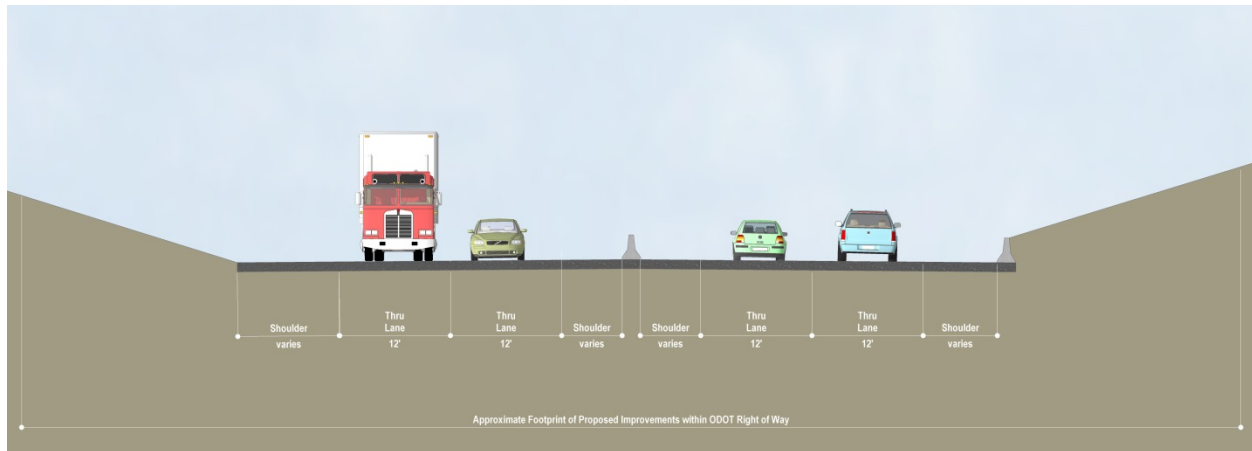 Shoulder
varies
Thru
Lane
12'
Thru
Lane
12'
Shoulder
varies
Shoulder
varies
Thru
Lane
12'
Thru
Lane
12'
Shoulder
varies
Approximate Footprint of Proposed Improvements within ODOT Right of Way